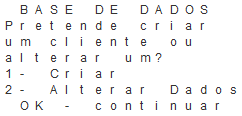 BASE DE DADOS
Pretende criar
um cliente ou
alterar um?
1- Criar
2- Alterar Dados
OK - continuar